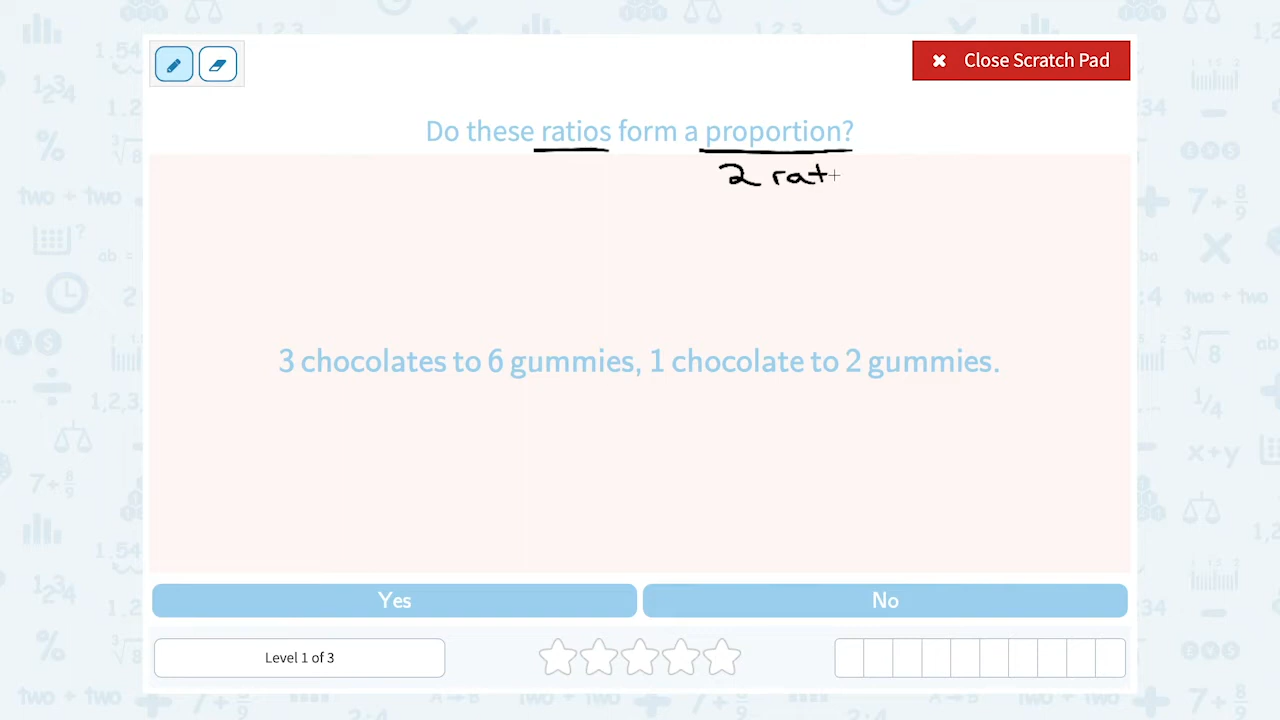 Close Scratch Pad
Do these ratios form a proportion?
2 rat
3 chocolates to 6 gummies, 1 chocolate to 2 gummies.
Yes
No
Level 1 of 3